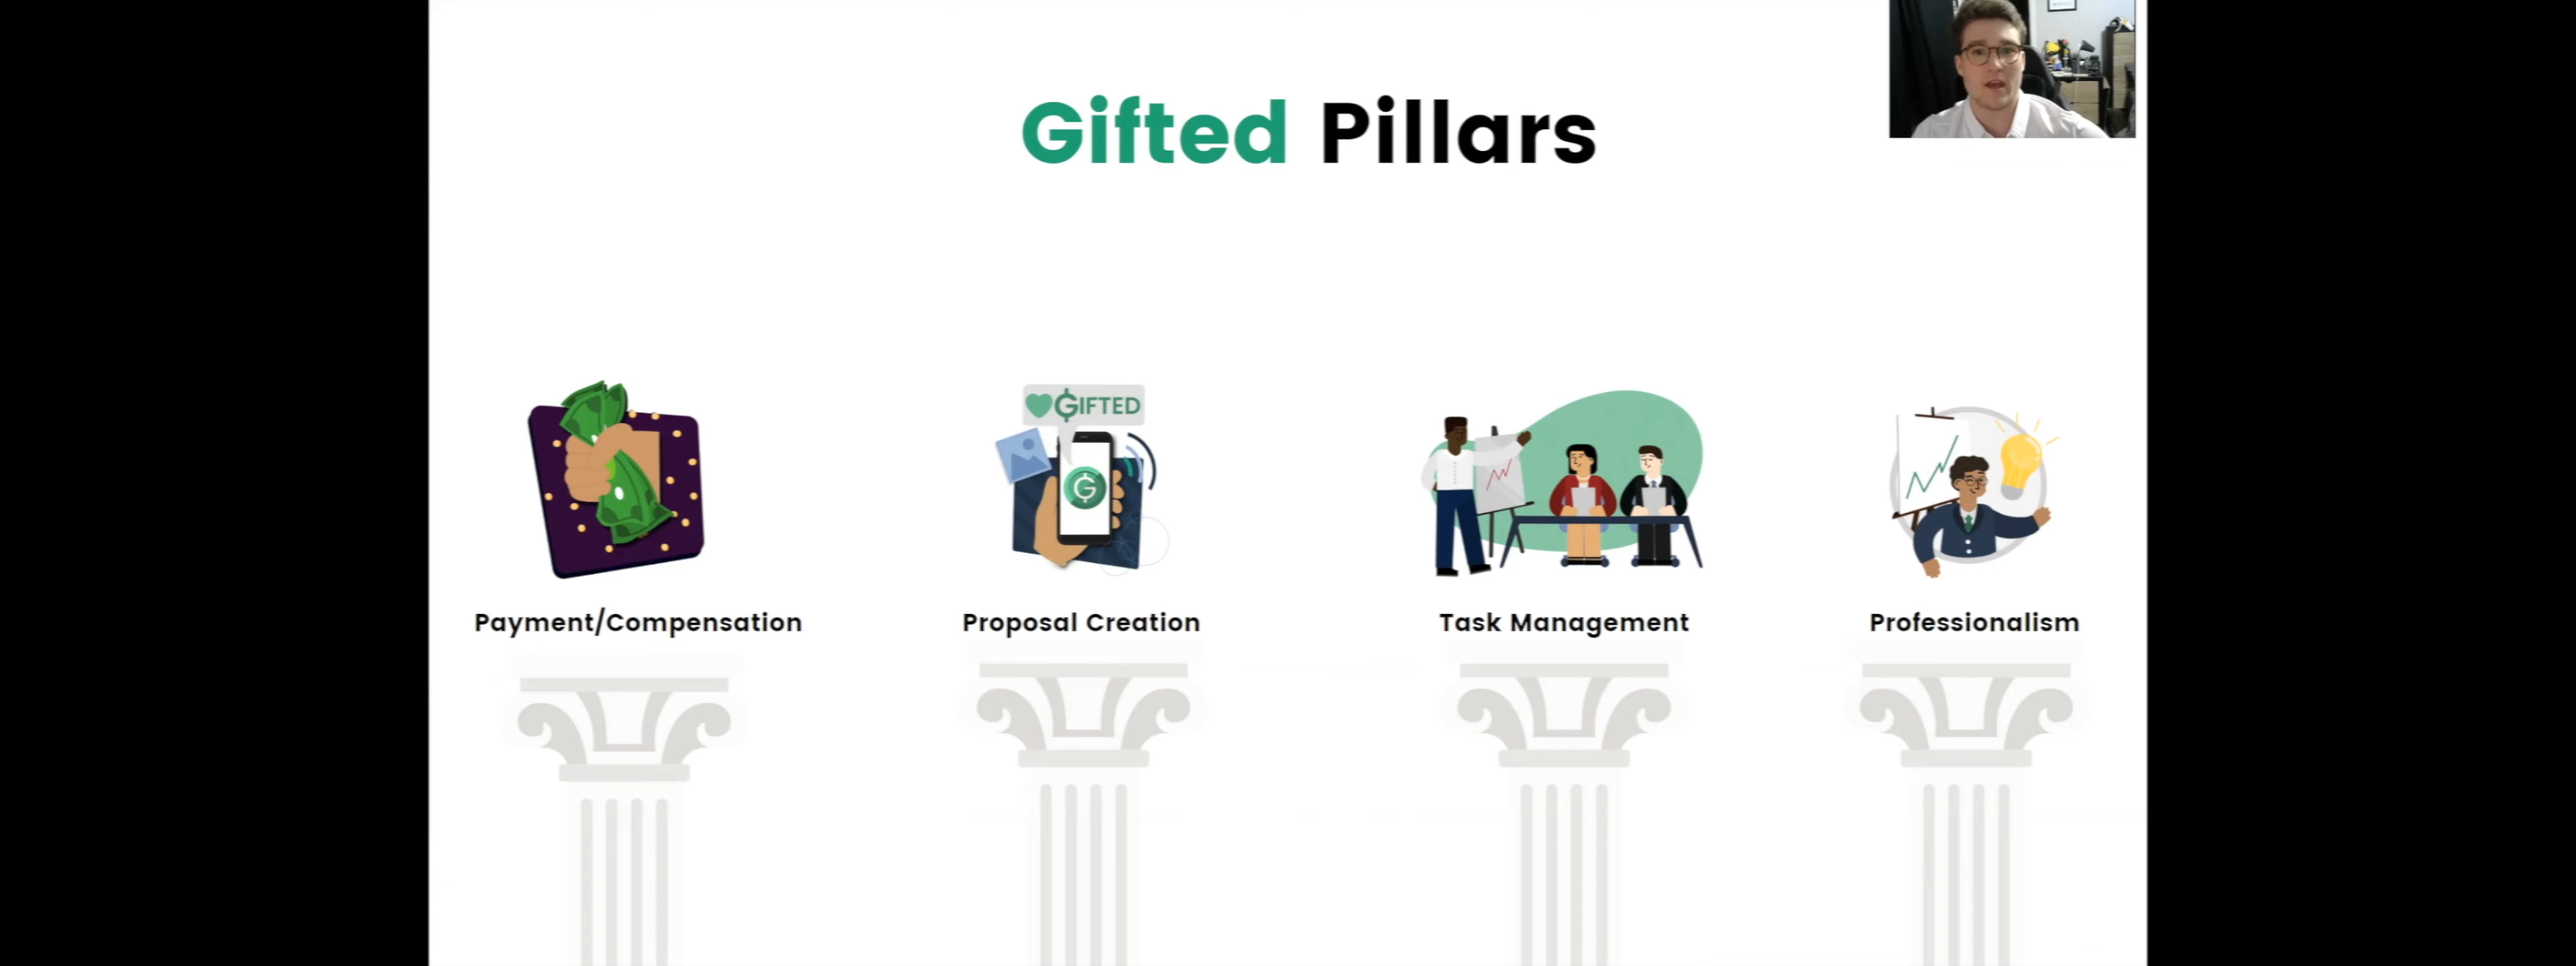 Gifted Pillars
GIFTED
G
Payment/Compensation
Proposal Creation
Task Management
Professionalism